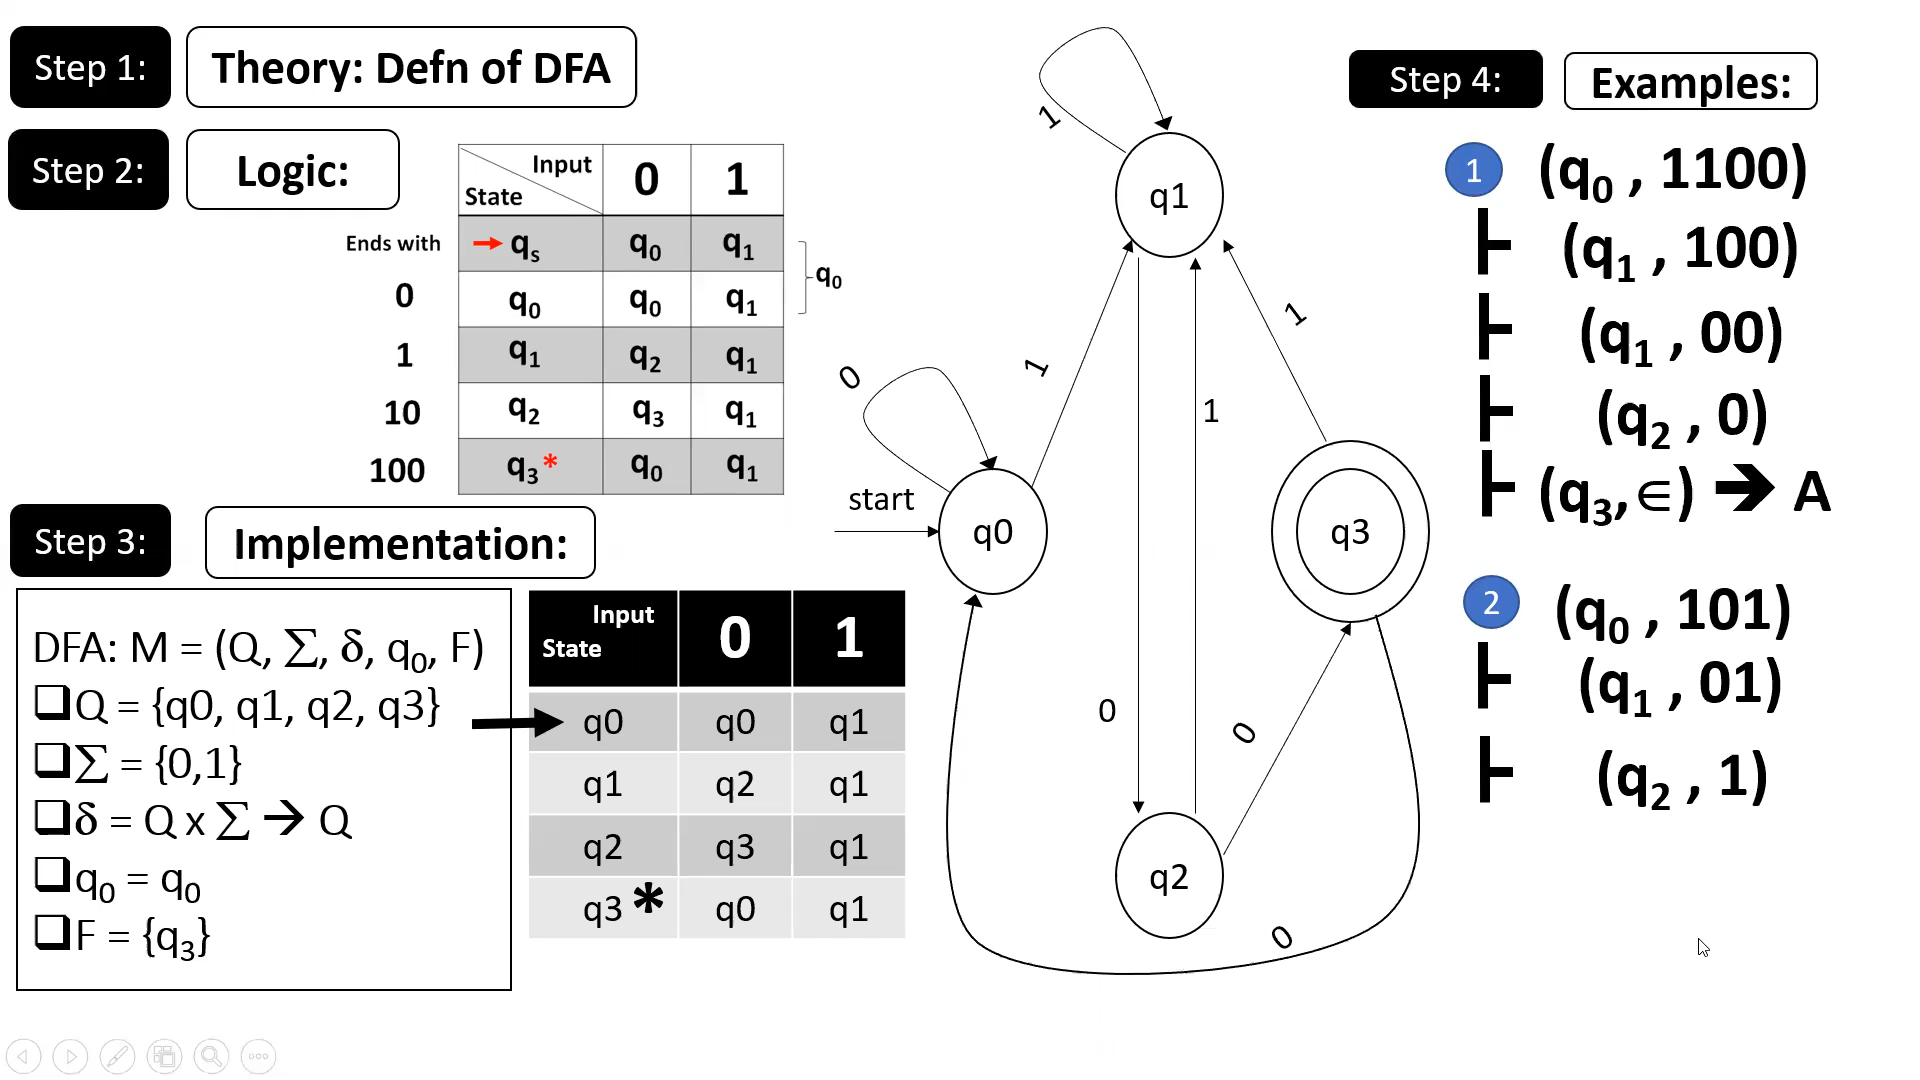 Step 1:
Theory: Defn of DFA
Step 2:
Logic:
Input
State
0 1
Ends with
→ qs q0 q1
0 q0 q0 q1
q0
1 q1 q2 q1
10 q2 q3 q1
100 q3* q0 q1
Step 3:
Implementation:
DFA: M = (Q, Σ, δ, q0, F)
❑Q = {q0, q1, q2, q3}
❑Σ = {0,1}
❑δ = Q x Σ → Q
❑q0 = q0
❑F = {q3}
Input
State
0 1
q0 q0 q1
q1 q2 q1
q2 q3 q1
q3 * q0 q1
1
q1
1
1
0
1
start
q0
q3
0
0
q2
0
Step 4:
Examples:
1 (q0 , 1100)
⊢ (q1 , 100)
⊢ (q1 , 00)
⊢ (q2 , 0)
⊢ (q3,∈) → A
2 (q0 , 101)
⊢ (q1 , 01)
⊢ (q2 , 1)